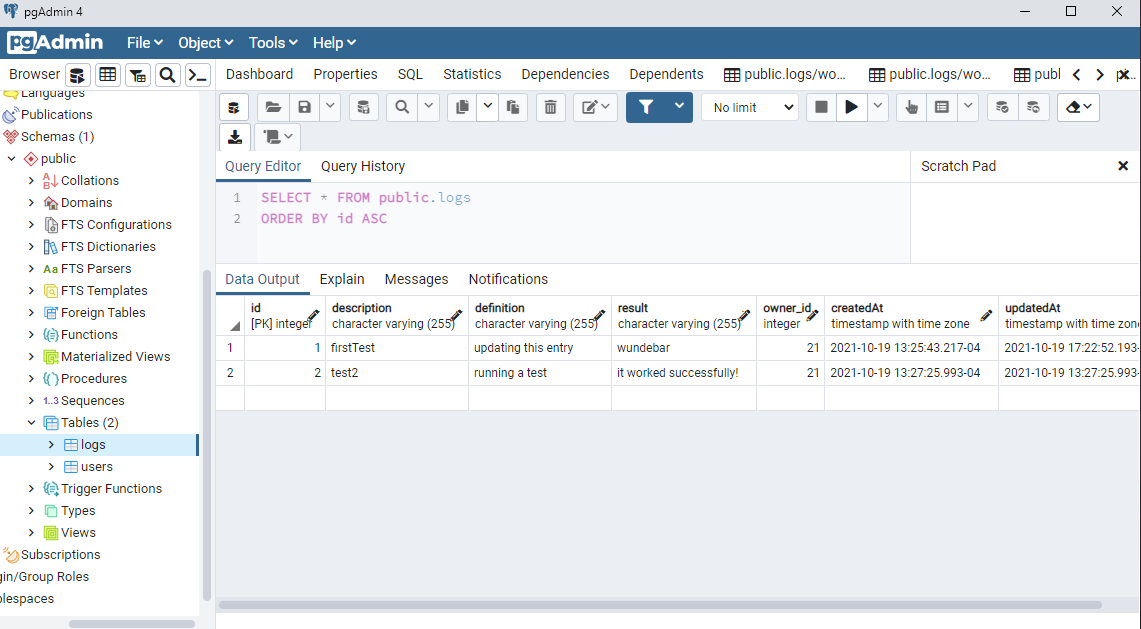 pgAdmin 4
pgAdmin
File Object Tools Help
Browser
Dashboard Properties SQL Statistics Dependencies Dependents public.logs/wo... public.logs/wo... publ
Languages
Publications
Schemas (1)
public
Collations
Domains
FTS Configurations
FTS Dictionaries
Aa FTS Parsers
FTS Templates
Foreign Tables
Functions
Materialized Views
Procedures
1..3 Sequences
Tables (2)
logs
users
Trigger Functions
Types
Views
Subscriptions
gin/Group Roles
blespaces
No limit
Query Editor Query History
Scratch Pad
1 SELECT * FROM public.logs
2 ORDER BY id ASC
Data Output Explain Messages Notifications
id description definition result owner_id createdAt updatedAt
[PK] integer character varying (255) character varying (255) character varying (255) integer timestamp with time zone timestamp with time zon
1 1 firstTest updating this entry wundebar 21 2021-10-19 13:25:43.217-04 2021-10-19 17:22:52.193-
2 2 test2 running a test it worked successfully! 21 2021-10-19 13:27:25.993-04 2021-10-19 13:27:25.993-